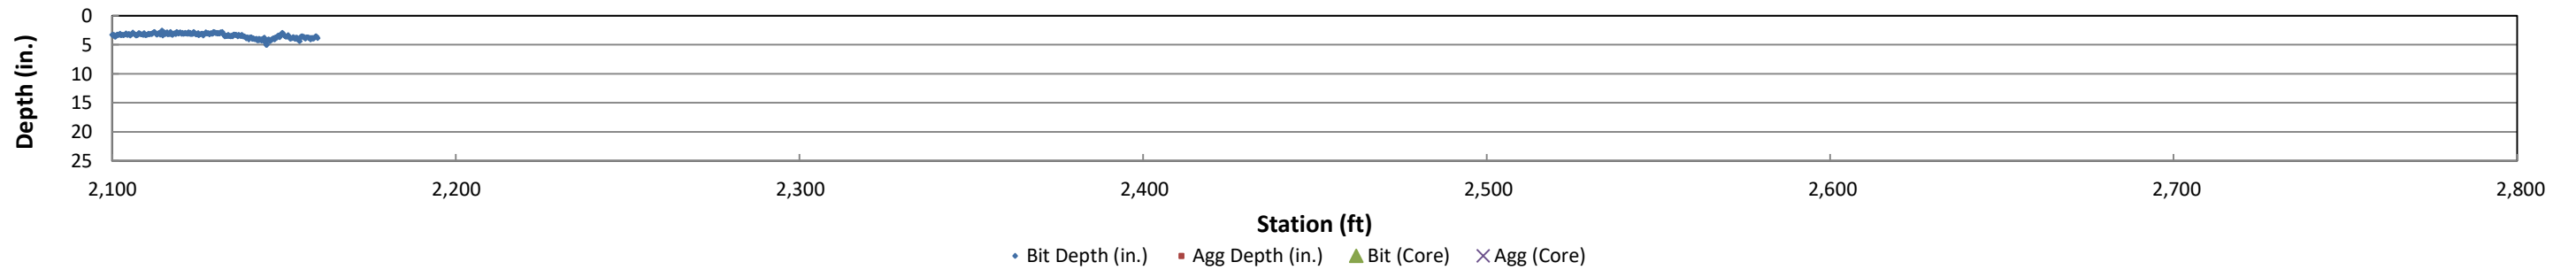 Depth (in.)
0
5
10
15
20
25
2,100 2,200 2,300 2,400 2,500 2,600 2,700 2,800
Station (ft)
Bit Depth (in.) Agg Depth (in.) Bit (Core) Agg (Core)